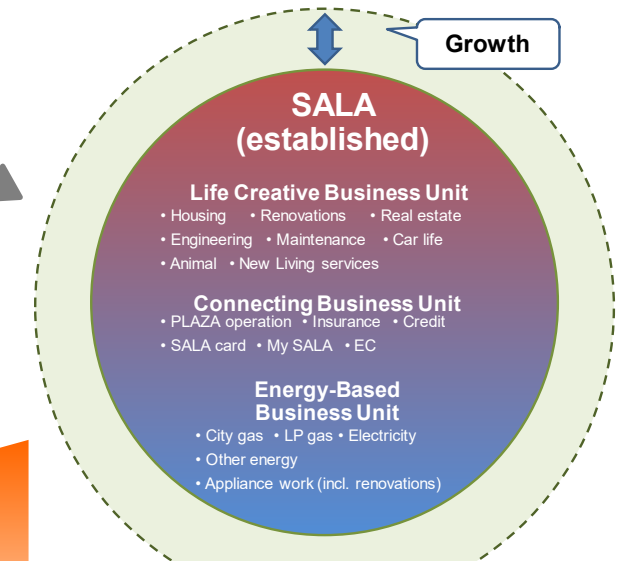 Growth
SALA
(established)
Life Creative Business Unit
• Housing • Renovations • Real estate
• Engineering • Maintenance • Car life
• Animal • New Living services
Connecting Business Unit
• PLAZA operation • Insurance • Credit
• SALA card • My SALA • EC
Energy-Based
Business Unit
• City gas • LP gas • Electricity
• Other energy
• Appliance work (incl. renovations)